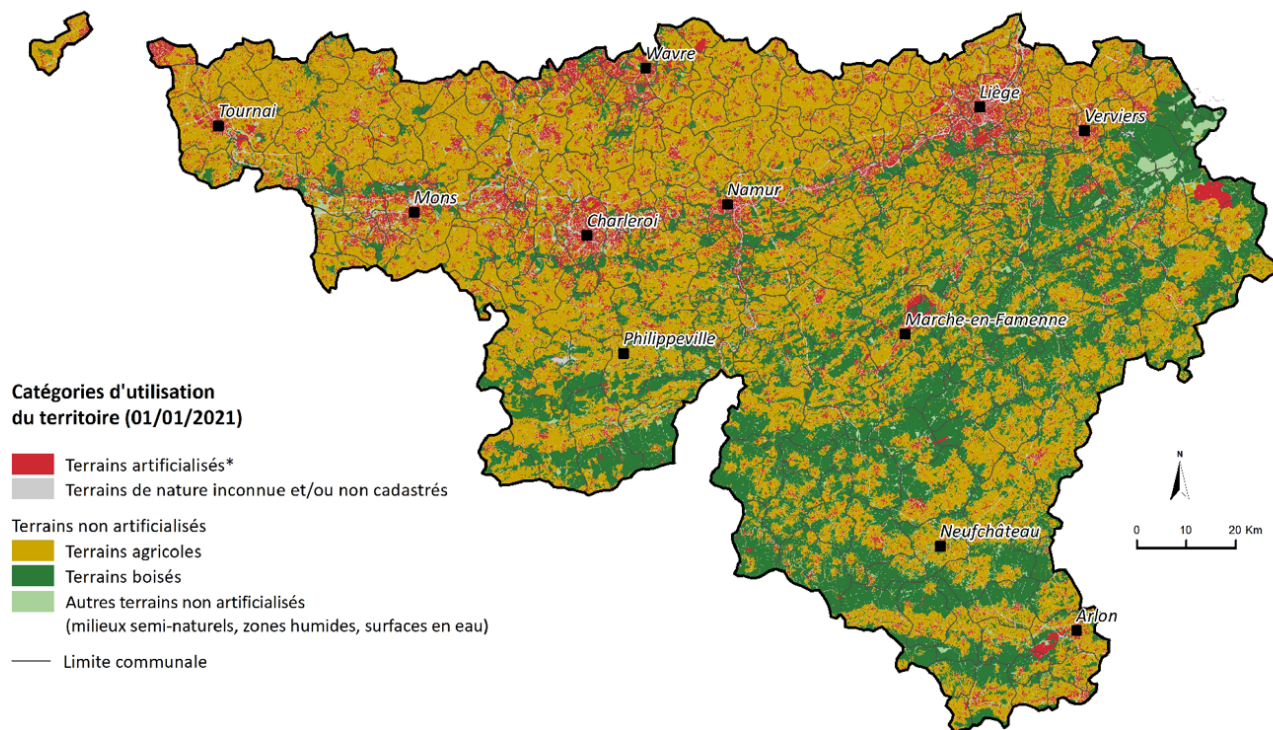 Wavre
Liège
Tournai
Verviers
Mons
Namur
Charleroi
Marche-en-Famenne
Philippeville
Catégories d'utilisation
du territoire (01/01/2021)
Terrains artificialisés*
Terrains de nature inconnue et/ou non cadastrés
Terrains non artificialisés
Terrains agricoles
Terrains boisés
Autres terrains non artificialisés
(milieux semi-naturels, zones humides, surfaces en eau)
Limite communale
N
0 10 20 Km
Neufchâteau
Arlon